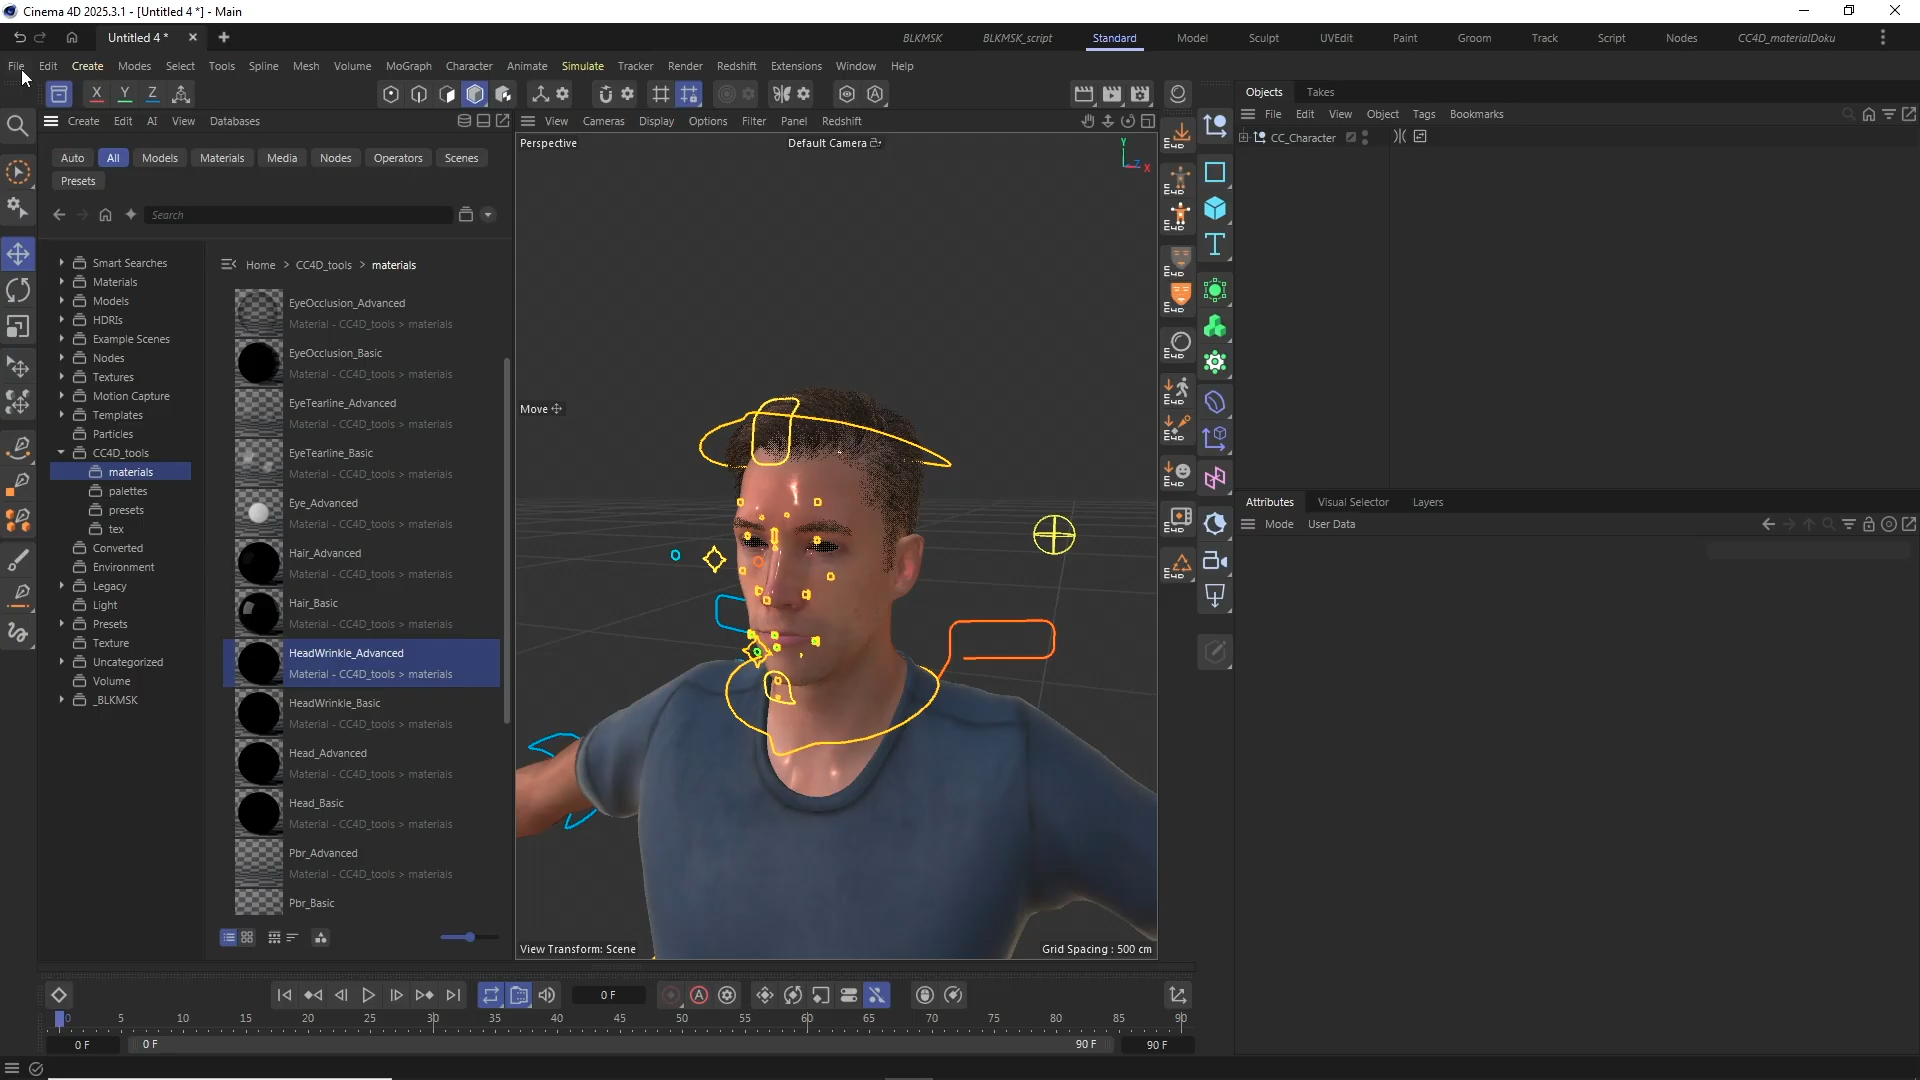 Cinema 4D 2025.3.1 - [Untitled 4 *] - Main
Untitled 4 *
BLKMSK BLKMSK_script Standard Model Sculpt UVEdit Paint Groom Track Script Nodes CC4D_materialDoku
File Edit Create Modes Select Tools Spline Mesh Volume MoGraph Character Animate Simulate Tracker Render Redshift Extensions Window Help
X Y Z
Create Edit AI View Databases
Auto All Models Materials Media Nodes Operators Scenes
Presets
Search
Smart Searches
Materials
Models
HDRIs
Example Scenes
Nodes
Textures
Motion Capture
Templates
Particles
CC4D_tools
materials
palettes
presets
tex
Converted
Environment
Legacy
Light
Presets
Texture
Uncategorized
Volume
_BLKMSK
Home > CC4D_tools > materials
EyeOcclusion_Advanced
Material - CC4D_tools > materials
EyeOcclusion_Basic
Material - CC4D_tools > materials
EyeTearline_Advanced
Material - CC4D_tools > materials
EyeTearline_Basic
Material - CC4D_tools > materials
Eye_Advanced
Material - CC4D_tools > materials
Hair_Advanced
Material - CC4D_tools > materials
Hair_Basic
Material - CC4D_tools > materials
HeadWrinkle_Advanced
Material - CC4D_tools > materials
HeadWrinkle_Basic
Material - CC4D_tools > materials
Head_Advanced
Material - CC4D_tools > materials
Head_Basic
Material - CC4D_tools > materials
Pbr_Advanced
Material - CC4D_tools > materials
Pbr_Basic
View Cameras Display Options Filter Panel Redshift
Perspective
Default Camera
Y
Z X
Move
View Transform: Scene
Grid Spacing : 500 cm
Objects Takes
File Edit View Object Tags Bookmarks
CC_Character
Attributes Visual Selector Layers
Mode User Data
0 F
0 5 10 15 20 25 30 35 40 45 50 55 60 65 70 75 80 85 90
0 F 0 F 90 F 90 F